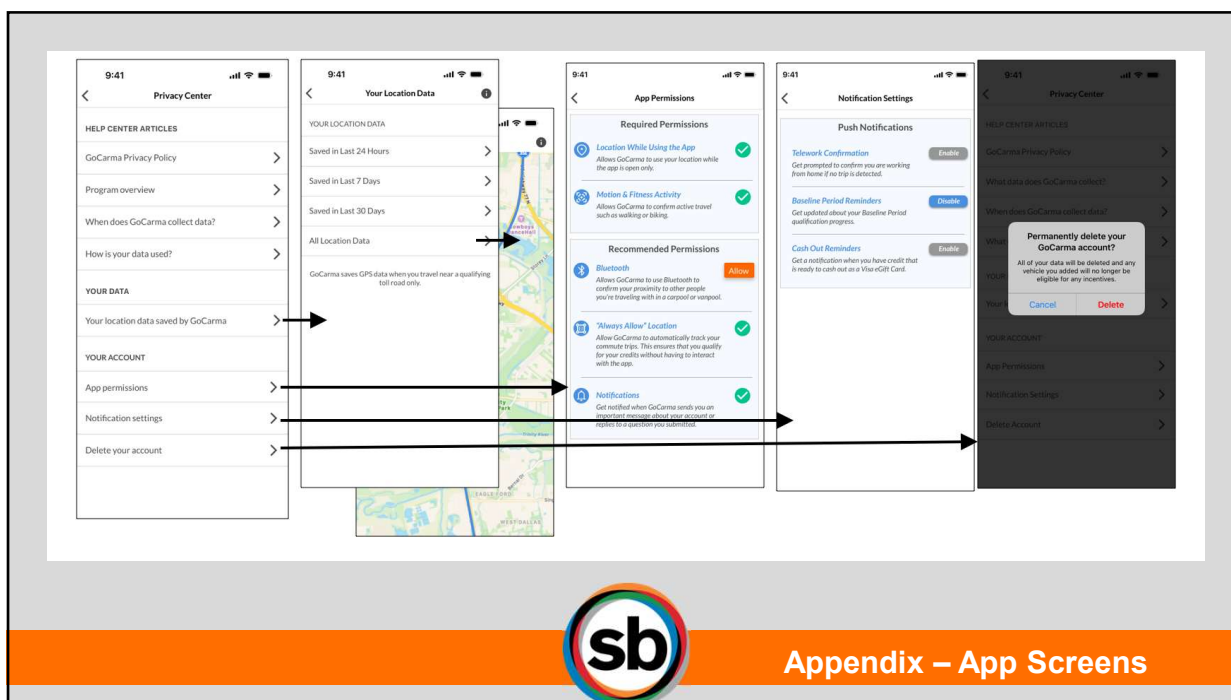 9:41
Privacy Center
HELP CENTER ARTICLES
GoCarma Privacy Policy
Program overview
When does GoCarma collect data?
How is your data used?
YOUR DATA
Your location data saved by GoCarma
YOUR ACCOUNT
App permissions
Notification settings
Delete your account
9:41
Your Location Data
YOUR LOCATION DATA
Saved in Last 24 Hours
Saved in Last 7 Days
Saved in Last 30 Days
All Location Data
GoCarma saves GPS data when you travel near a qualifying
toll road only.
EAGLE FORD
WEST DALLAS
9:41
App Permissions
Required Permissions
Location While Using the App
Allows GoCarma to use your location while
the app is open only.
Motion & Fitness Activity
Allows GoCarma to confirm active travel
such as walking or biking.
Recommended Permissions
Bluetooth
Allow
Allows GoCarma to use Bluetooth to
confirm your proximity to other people
you're traveling with in a carpool or vanpool.
"Always Allow" Location
Allow GoCarma to automatically track your
commute trips. This ensures that you qualify
for your credits without having to interact
with the app.
Notifications
Get notified when GoCarma sends you an
important message about your account or
replies to a question you submitted.
9:41
Notification Settings
Push Notifications
Telework Confirmation
Enable
Get prompted to confirm you are working
from home if no trip is detected.
Baseline Period Reminders
Disable
Get updated about your Baseline Period
qualification progress.
Cash Out Reminders
Enable
Get a notification when you have credit that
is ready to cash out as a Visa eGift Card.
9:41
Privacy Center
HELP CENTER ARTICLES
GoCarma Privacy Policy
What data does GoCarma collect?
When does GoCarma collect data?
What
YOUR
Your l
Permanently delete your
GoCarma account?
All of your data will be deleted and any
vehicle you added will no longer be
eligible for any incentives.
Cancel
Delete
YOUR ACCOUNT
App Permissions
Notification Settings
Delete Account
sb
Appendix – App Screens